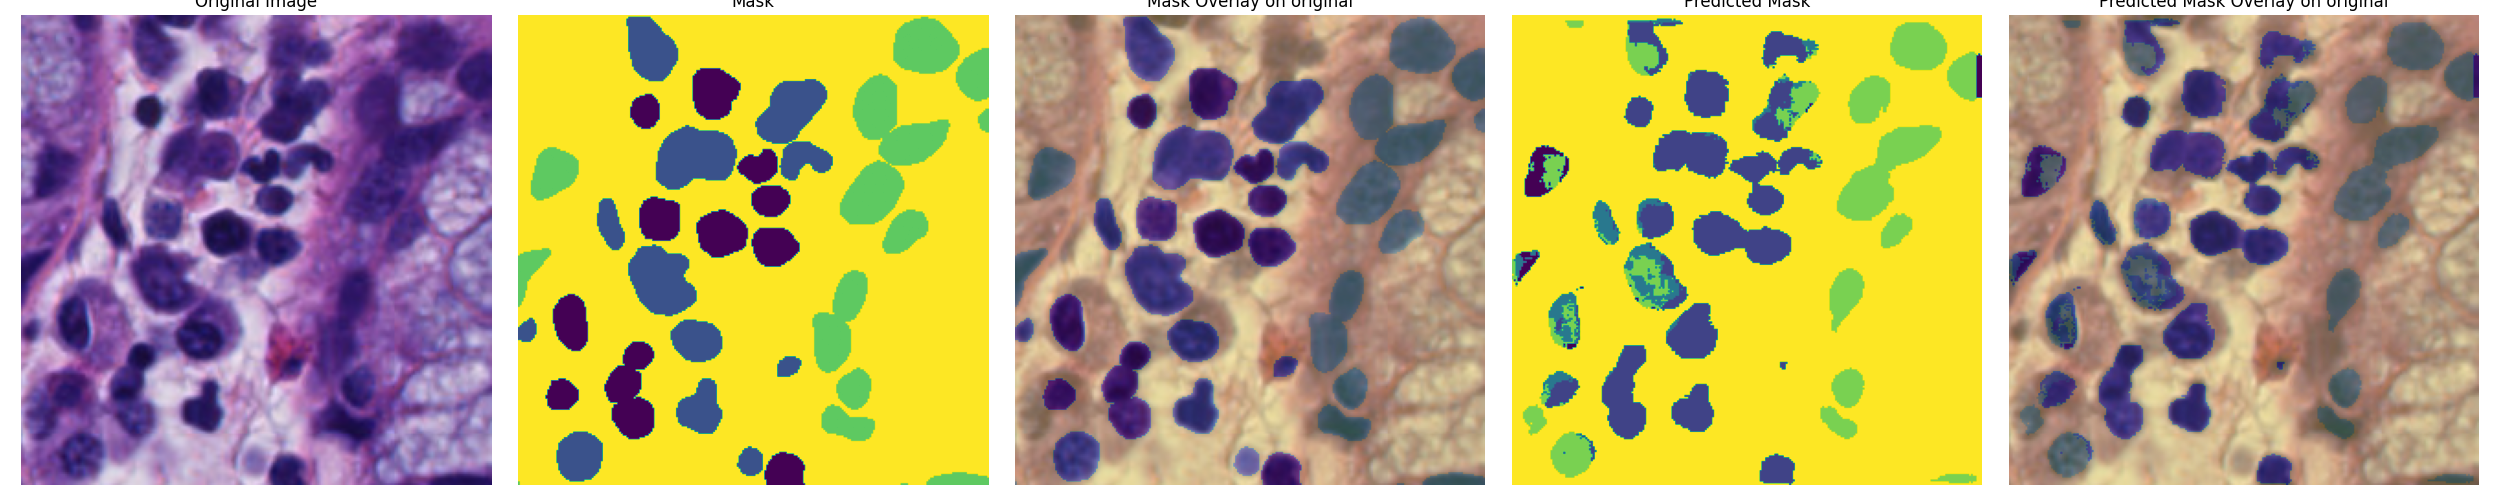 Original Image
Mask
Mask Overlay on original
Predicted Mask
Predicted Mask Overlay on original